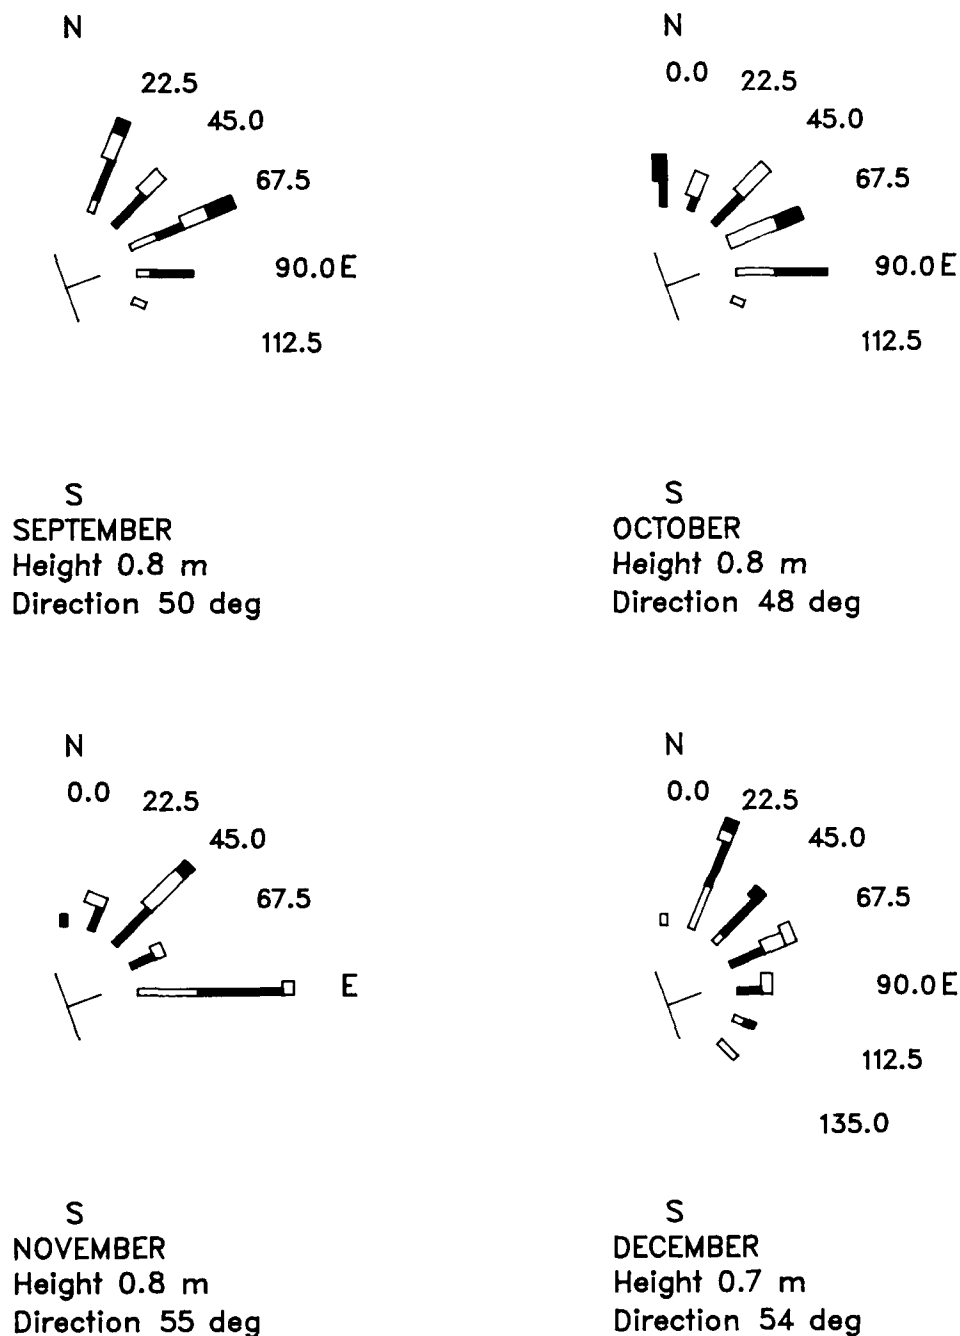 N
22.5
45.0
67.5
90.0 E
112.5
S
SEPTEMBER
Height 0.8 m
Direction 50 deg
N
0.0
22.5
45.0
67.5
90.0 E
112.5
S
OCTOBER
Height 0.8 m
Direction 48 deg
N
0.0
22.5
45.0
67.5
E
S
NOVEMBER
Height 0.8 m
Direction 55 deg
N
0.0
22.5
45.0
67.5
90.0 E
112.5
135.0
S
DECEMBER
Height 0.7 m
Direction 54 deg